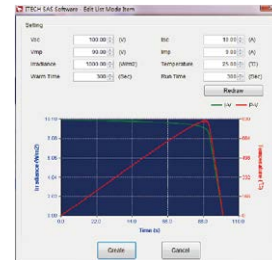 ITECH SAS Software - Edit List Mode Item
Setting
Voc 100.00 (V) Isc 10.00 (A)
Vmp 90.00 (V) Imp 9.00 (A)
Irradiance 1000.00 (W/m2) Temperature 25.00 (°C)
Warm Time 300 (Sec) Run Time 300 (Sec)
Redraw
I-V P-V
Irradiance (W/m2)
Temperature (°C)
Time (s)
Create Cancel